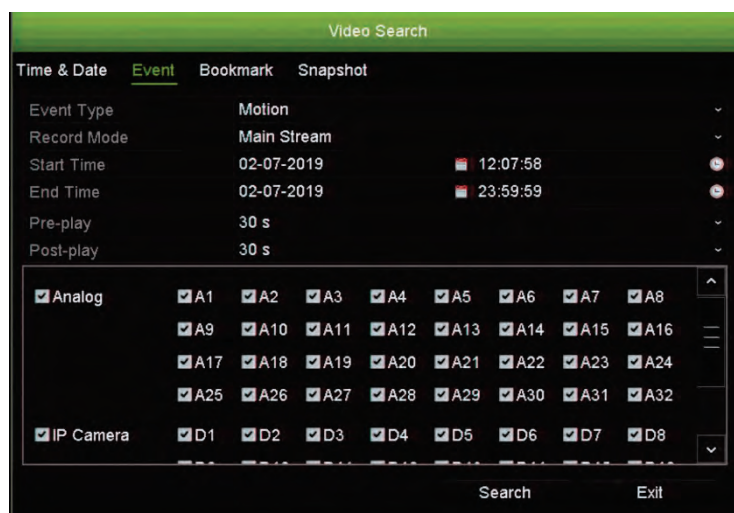 Video Search
Time & Date Event Bookmark Snapshot
Event Type Motion
Record Mode Main Stream
Start Time 02-07-2019 12:07:58
End Time 02-07-2019 23:59:59
Pre-play 30 s
Post-play 30 s
Analog A1 A2 A3 A4 A5 A6 A7 A8
A9 A10 A11 A12 A13 A14 A15 A16
A17 A18 A19 A20 A21 A22 A23 A24
A25 A26 A27 A28 A29 A30 A31 A32
IP Camera D1 D2 D3 D4 D5 D6 D7 D8
Search Exit